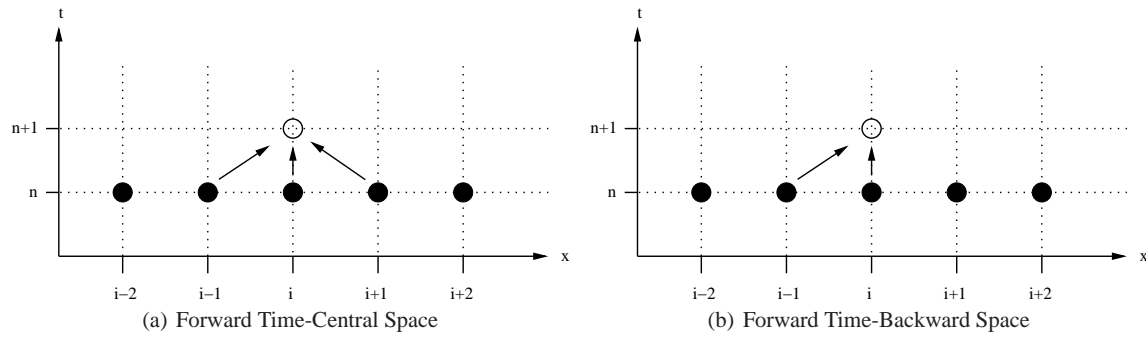 t
n+1
n
x
i−2 i−1 i i+1 i+2
(a) Forward Time-Central Space
t
n+1
n
x
i−2 i−1 i i+1 i+2
(b) Forward Time-Backward Space